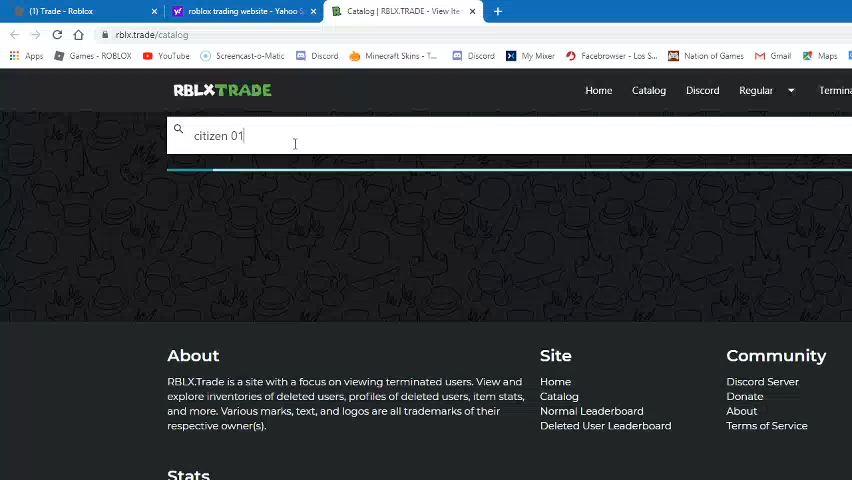 (1) Trade - Roblox
roblox trading website - Yahoo S
Catalog | RBLX.TRADE - View Ite
rblx.trade/catalog
Apps
Games - ROBLOX
YouTube
Screencast-o-Matic
Discord
Minecraft Skins - T...
Discord
My Mixer
Facebrowser - Los S...
Nation of Games
Gmail
Maps
RBLXTRADE
Home
Catalog
Discord
Regular
Termina
citizen 01
About
RBLX.Trade is a site with a focus on viewing terminated users. View and
explore inventories of deleted users, profiles of deleted users, item stats,
and more. Various marks, text, and logos are all trademarks of their
respective owner(s).
Site
Home
Catalog
Normal Leaderboard
Deleted User Leaderboard
Community
Discord Server
Donate
About
Terms of Service
Stats